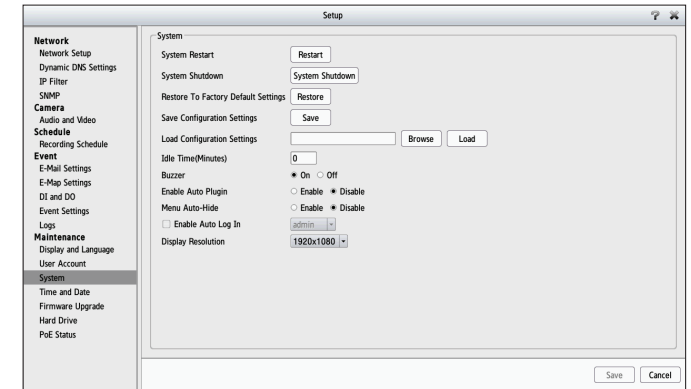 Setup
? ✖
Network
Network Setup
Dynamic DNS Settings
IP Filter
SNMP
Camera
Audio and Video
Schedule
Recording Schedule
Event
E-Mail Settings
E-Map Settings
DI and DO
Event Settings
Logs
Maintenance
Display and Language
User Account
System
Time and Date
Firmware Upgrade
Hard Drive
PoE Status
System
System Restart Restart
System Shutdown System Shutdown
Restore To Factory Default Settings Restore
Save Configuration Settings Save
Load Configuration Settings Browse Load
Idle Time(Minutes) 0
Buzzer On Off
Enable Auto Plugin Enable Disable
Menu Auto-Hide Enable Disable
Enable Auto Log In admin
Display Resolution 1920x1080
Save Cancel